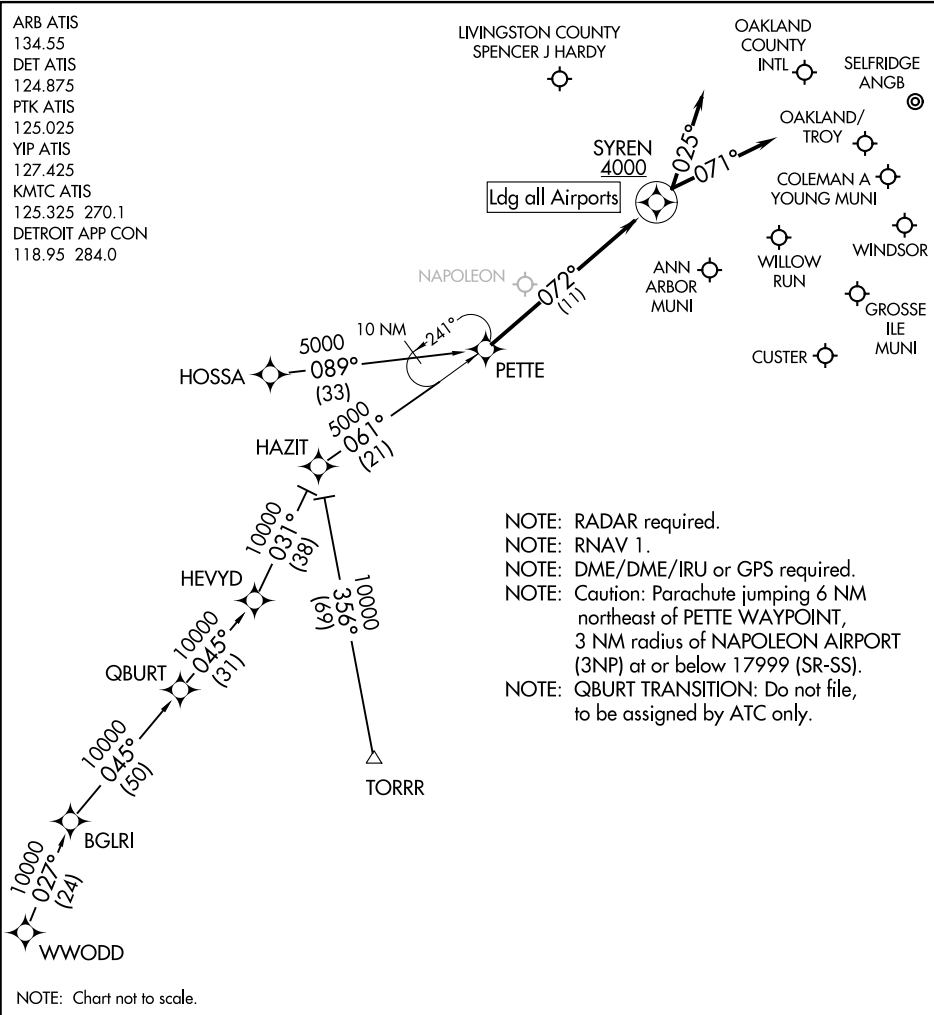 ARB ATIS
134.55
DET ATIS
124.875
PTK ATIS
125.025
YIP ATIS
127.425
KMTC ATIS
125.325 270.1
DETROIT APP CON
118.95 284.0
LIVINGSTON COUNTY
SPENCER J HARDY
OAKLAND
COUNTY
INTL
SELFRIDGE
ANGB
OAKLAND/
TROY
SYREN
4000
025°
071°
Ldg all Airports
COLEMAN A
YOUNG MUNI
WINDSOR
WILLOW
RUN
ANN
ARBOR
MUNI
GROSSE
ILE
MUNI
CUSTER
NAPOLEON
072°
(11)
10 NM
241°
PETTE
HOSSA
5000
089°
(33)
HAZIT
5000
061°
(21)
10000
031°
(38)
HEVYD
10000
356°
(69)
TORRR
10000
045°
(31)
QBURT
10000
045°
(50)
BGLRI
10000
027°
(24)
WWODD
NOTE: RADAR required.
NOTE: RNAV 1.
NOTE: DME/DME/IRU or GPS required.
NOTE: Caution: Parachute jumping 6 NM
northeast of PETTE WAYPOINT,
3 NM radius of NAPOLEON AIRPORT
(3NP) at or below 17999 (SR-SS).
NOTE: QBURT TRANSITION: Do not file,
to be assigned by ATC only.
NOTE: Chart not to scale.